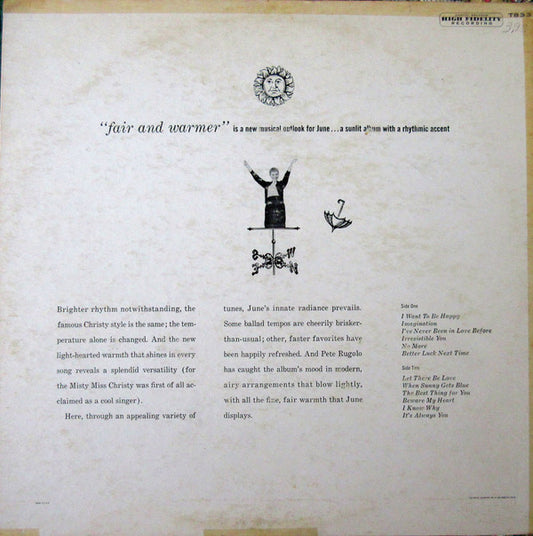 HIGH FIDELITY
RECORDING
T833
"fair and warmer" is a new musical outlook for June...a sunlit album with a rhythmic accent
Brighter rhythm notwithstanding, the
famous Christy style is the same; the tem-
perature alone is changed. And the new
light-hearted warmth that shines in every
song reveals a splendid versatility (for
the Misty Miss Christy was first of all ac-
claimed as a cool singer).
Here, through an appealing variety of
tunes, June's innate radiance prevails.
Some ballad tempos are cheerily brisker-
than-usual; other, faster favorites have
been happily refreshed. And Pete Rugolo
has caught the album's mood in modern,
airy arrangements that blow lightly,
with all the fine, fair warmth that June
displays.
Side One
I Want To Be Happy
Imagination
I've Never Been in Love Before
Irresistible You
No More
Better Luck Next Time
Side Two
Let There Be Love
When Sunny Gets Blue
The Best Thing for You
Beware My Heart
I Know Why
It's Always You